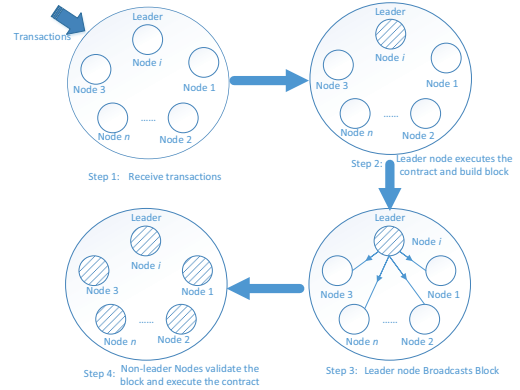 Transactions
Leader
Node i
Node 3
Node 1
Node n
......
Node 2
Step 1: Receive transactions
Leader
Node i
Node 3
Node 1
Node n
......
Node 2
Step 2: Leader node executes the
contract and build block
Leader
Node i
Node 3
Node 1
Node n
......
Node 2
Step 3: Leader node Broadcasts Block
Leader
Node i
Node 3
Node 1
Node n
......
Node 2
Step 4: Non-leader Nodes validate the
block and execute the contract